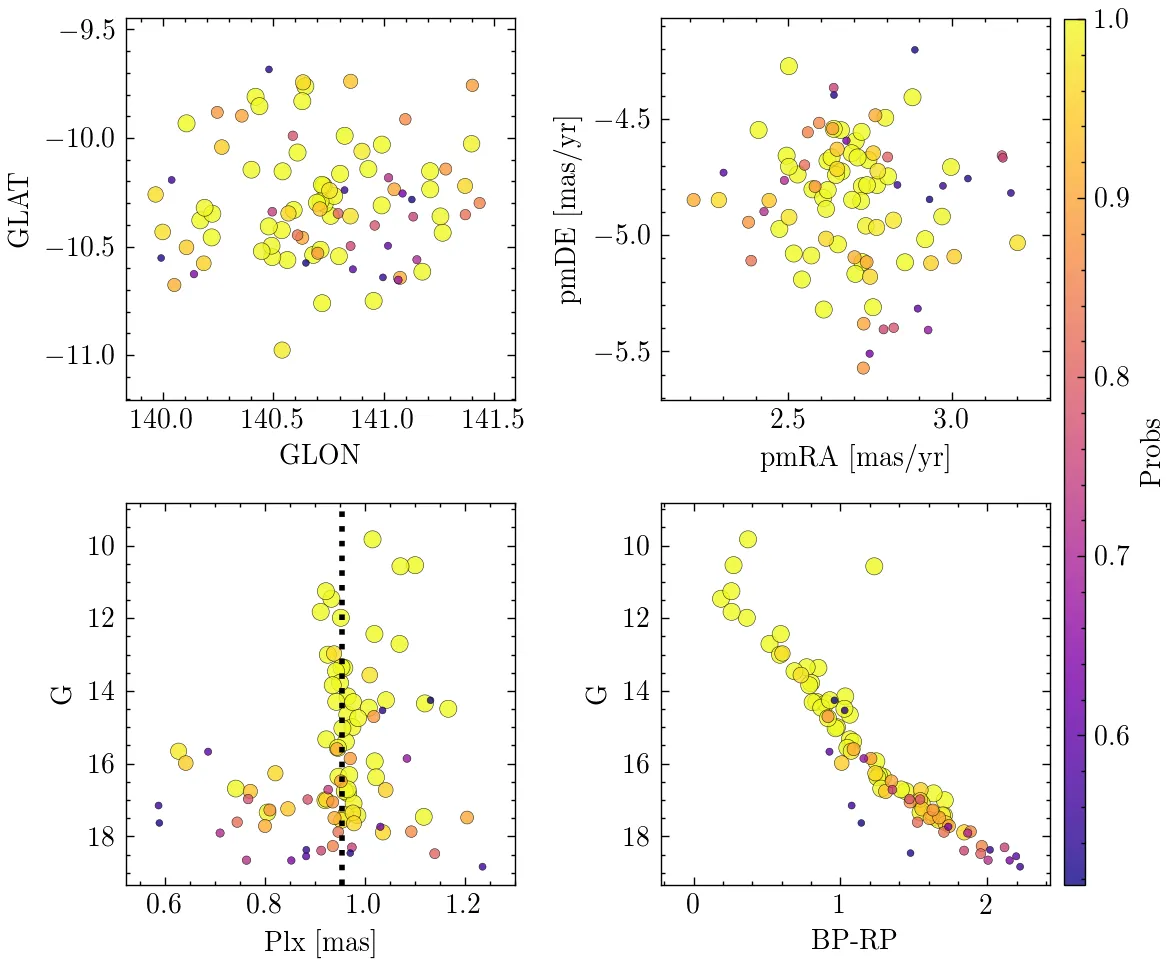 −9.5
−10.0
−10.5
−11.0
GLAT
140.0 140.5 141.0 141.5
GLON
−4.5
−5.0
−5.5
pmDE [mas/yr]
2.5 3.0
pmRA [mas/yr]
10
12
14
16
18
G
0.6 0.8 1.0 1.2
Plx [mas]
10
12
14
16
18
G
0 1 2
BP-RP
1.0
0.9
0.8
0.7
0.6
Probs